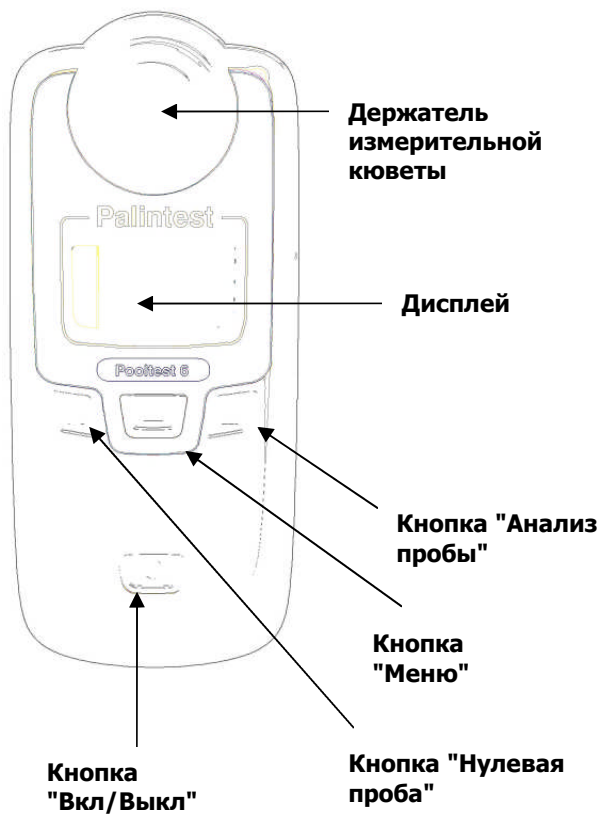 Держатель
измерительной
кюветы
Palintest
Дисплей
Pooltest 6
Кнопка "Анализ
пробы"
Кнопка
"Меню"
Кнопка "Нулевая
проба"
Кнопка
"Вкл/Выкл"